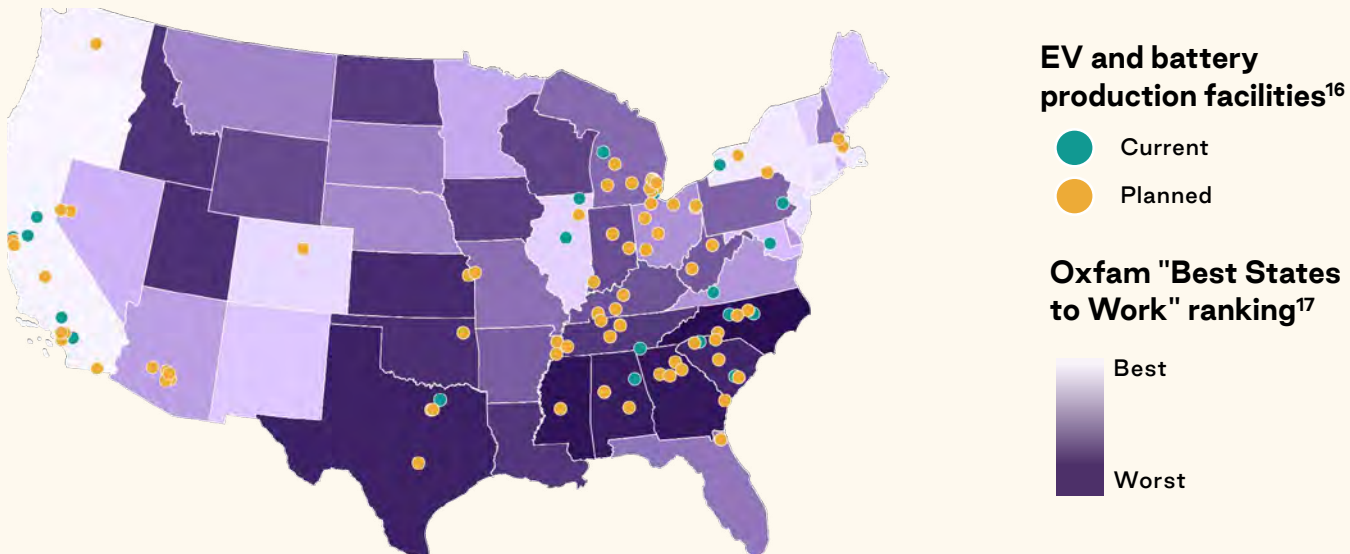 EV and battery
production facilities¹⁶
Current
Planned
Oxfam "Best States
to Work" ranking¹⁷
Best
Worst